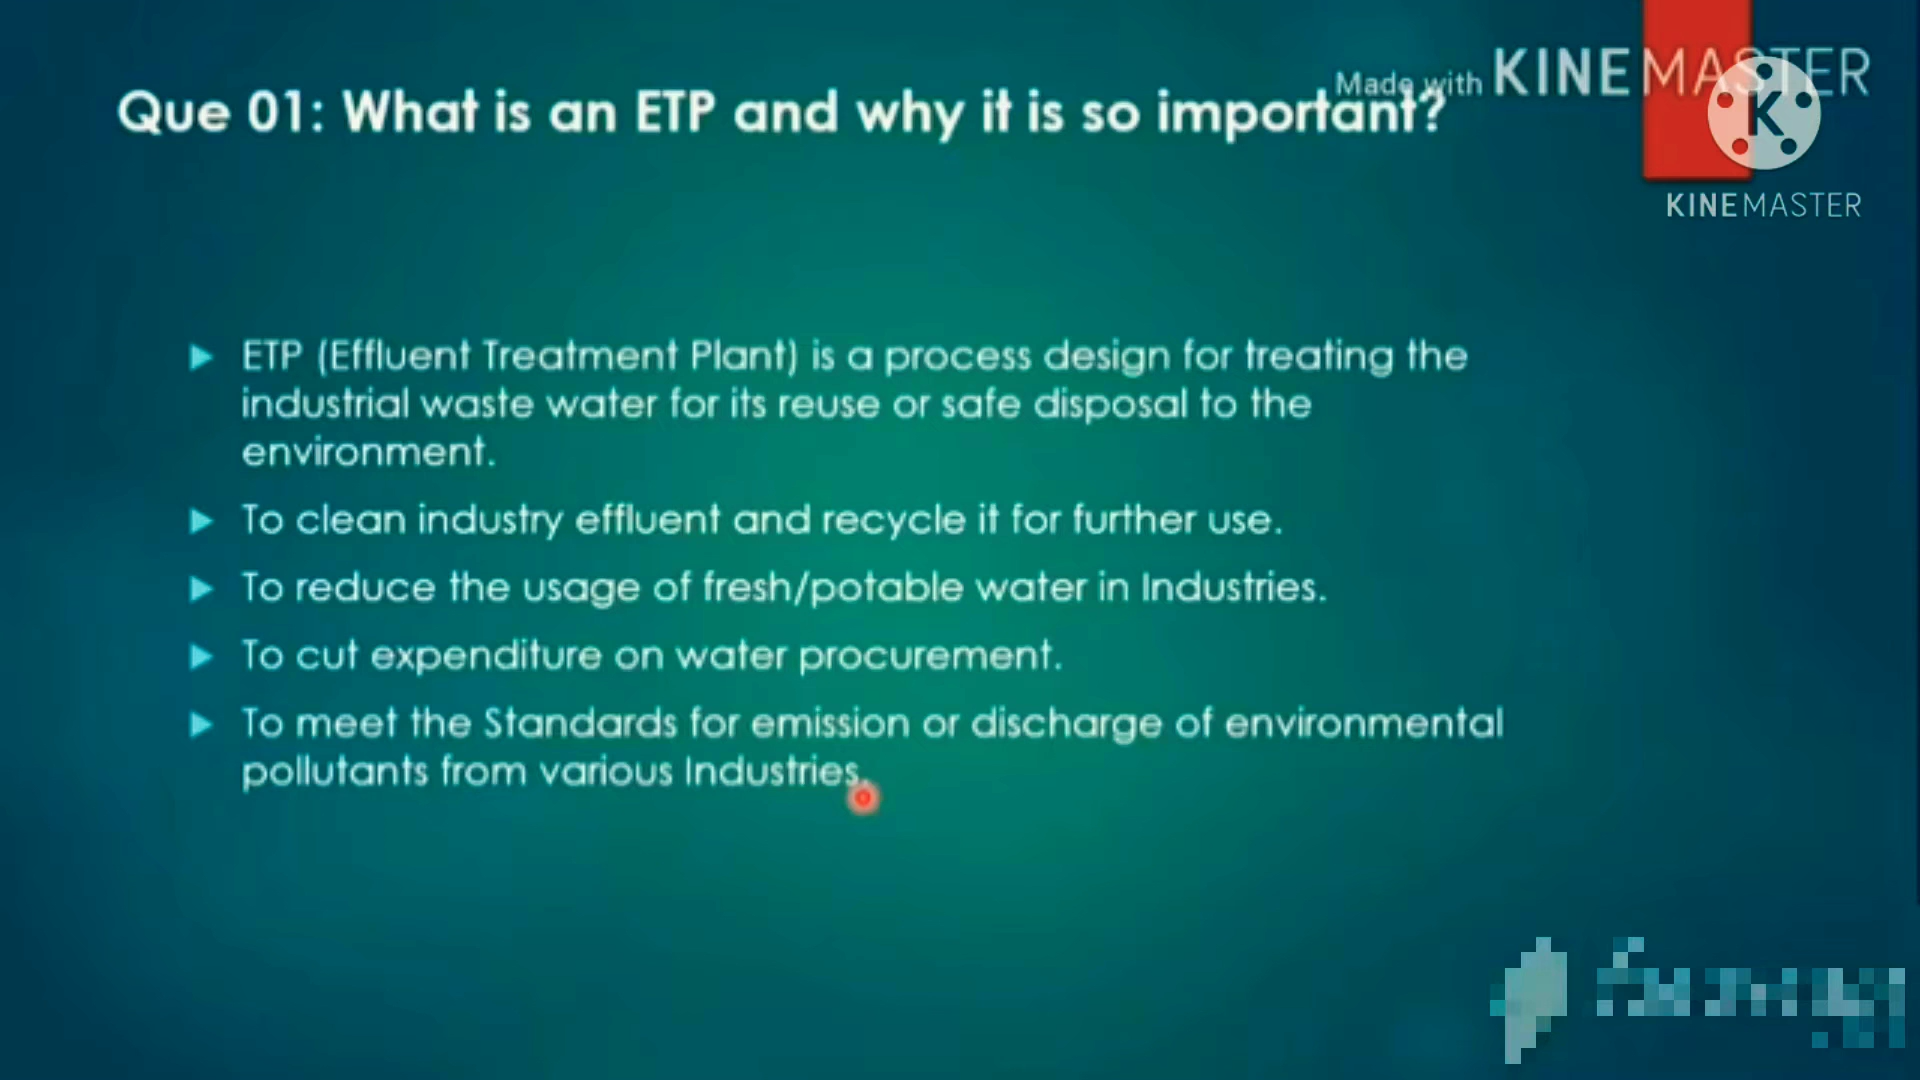 Made with KINEMASTER
Que 01: What is an ETP and why it is so important?
K
KINEMASTER
ETP (Effluent Treatment Plant) is a process design for treating the
industrial waste water for its reuse or safe disposal to the
environment.
To clean industry effluent and recycle it for further use.
To reduce the usage of fresh/potable water in Industries.
To cut expenditure on water procurement.
To meet the Standards for emission or discharge of environmental
pollutants from various Industries.